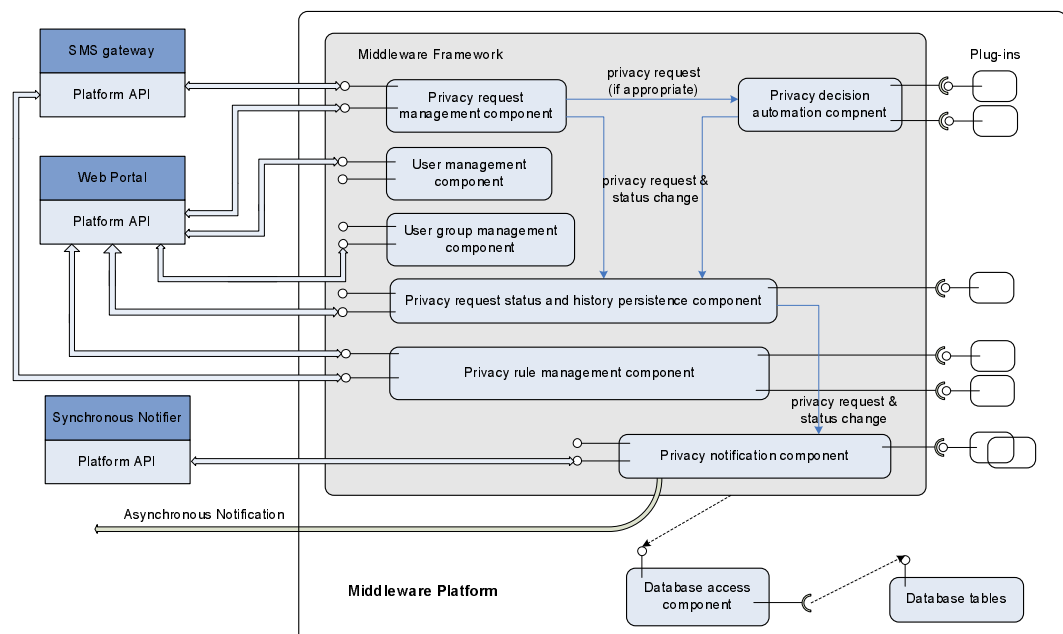 SMS gateway
Platform API
Web Portal
Platform API
Synchronous Notifier
Platform API
Asynchronous Notification
Middleware Framework
Privacy request
management component
privacy request
(if appropriate)
Privacy decision
automation compnent
Plug-ins
User management
component
privacy request &
status change
User group management
component
Privacy request status and history persistence component
Privacy rule management component
privacy request &
status change
Privacy notification component
Middleware Platform
Database access
component
Database tables